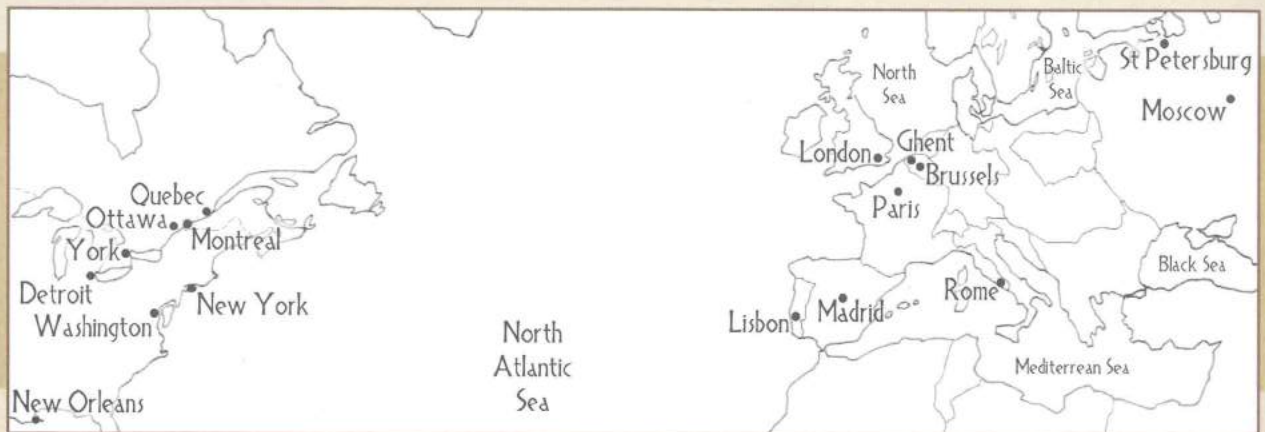 St Petersburg
North
Sea
Baltic
Sea
Moscow
London
Ghent
Brussels
Paris
Quebec
Ottawa
Montreal
York
Detroit
New York
Washington
Black Sea
Rome
Madrid
Lisbon
North
Atlantic
Sea
Mediterrean Sea
New Orleans